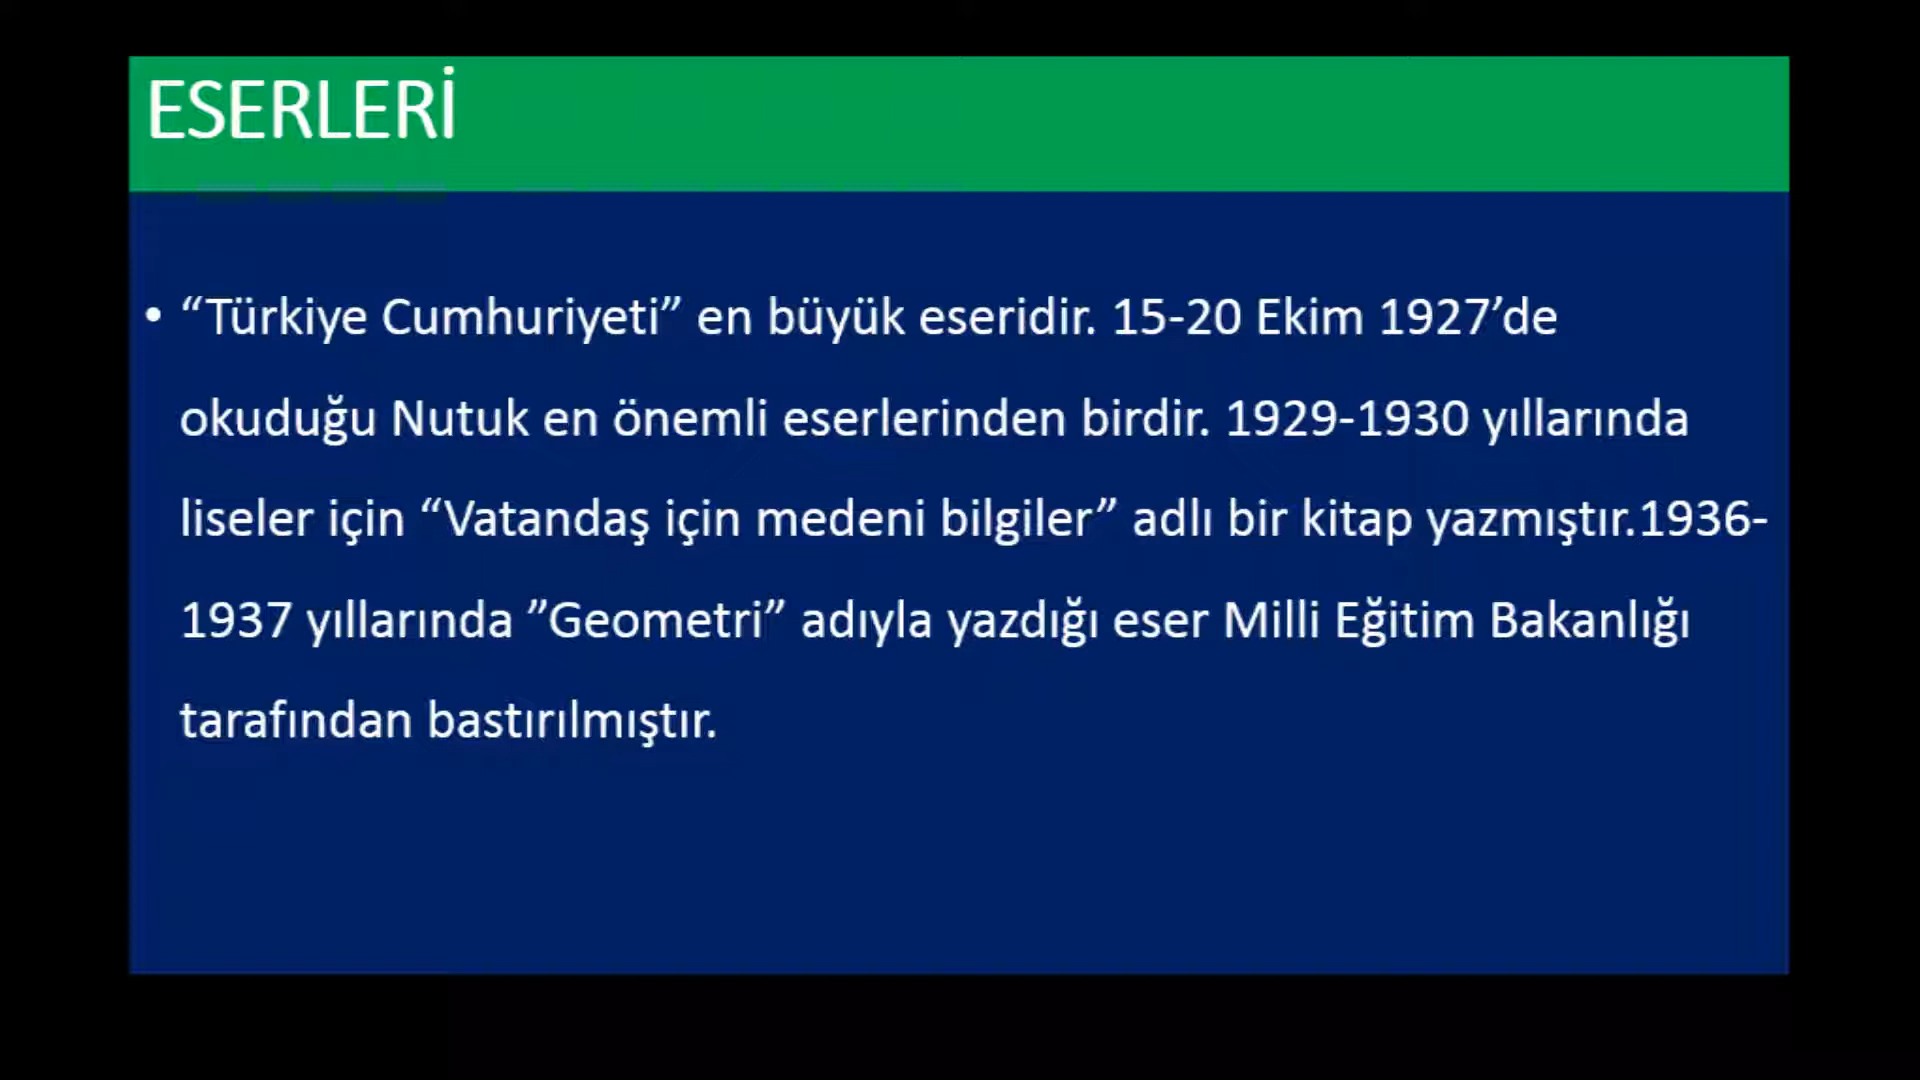 ESERLERİ
• “Türkiye Cumhuriyeti” en büyük eseridir. 15-20 Ekim 1927’de
okuduğu Nutuk en önemli eserlerinden birdir. 1929-1930 yıllarında
liseler için “Vatandaş için medeni bilgiler” adlı bir kitap yazmıştır.1936-
1937 yıllarında ”Geometri” adıyla yazdığı eser Milli Eğitim Bakanlığı
tarafından bastırılmıştır.